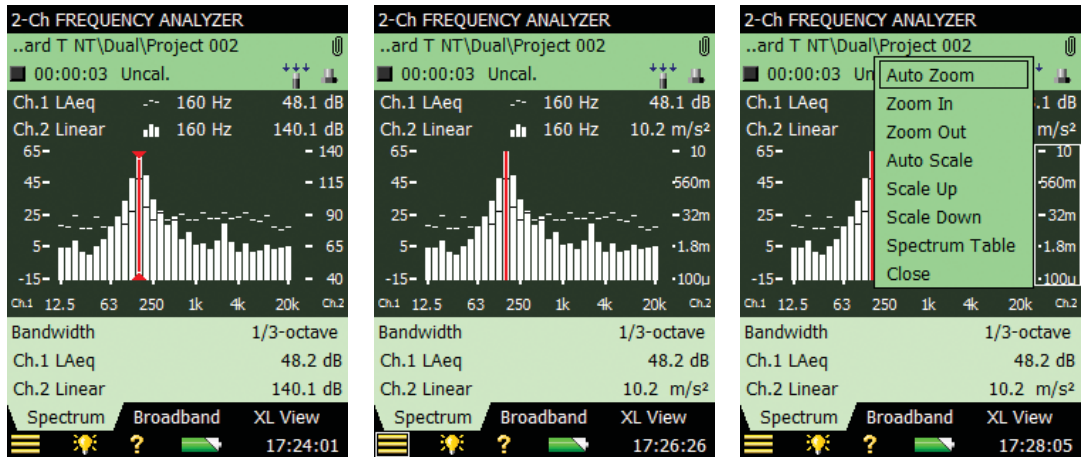 2-Ch FREQUENCY ANALYZER
..ard T NT\Dual\Project 002
00:00:03 Uncal.
Ch.1 LAeq 160 Hz 48.1 dB
Ch.2 Linear 160 Hz 140.1 dB
65 140
45 115
25 90
5 65
-15 40
Ch.1 12.5 63 250 1k 4k 20k Ch.2
Bandwidth 1/3-octave
Ch.1 LAeq 48.2 dB
Ch.2 Linear 140.1 dB
Spectrum Broadband XL View
? 17:24:01
2-Ch FREQUENCY ANALYZER
..ard T NT\Dual\Project 002
00:00:03 Uncal.
Ch.1 LAeq 160 Hz 48.1 dB
Ch.2 Linear 160 Hz 10.2 m/s²
65 10
45 560m
25 32m
5 1.8m
-15 100µ
Ch.1 12.5 63 250 1k 4k 20k Ch.2
Bandwidth 1/3-octave
Ch.1 LAeq 48.2 dB
Ch.2 Linear 10.2 m/s²
Spectrum Broadband XL View
? 17:26:26
2-Ch FREQUENCY ANALYZER
..ard T NT\Dual\Project 002
00:00:03 Un
Ch.1 LAeq .1 dB
Ch.2 Linear m/s²
Auto Zoom
Zoom In
Zoom Out
Auto Scale
Scale Up
Scale Down
Spectrum Table
Close
65 10
45 560m
25 32m
5 1.8m
-15 100µ
Ch.1 12.5 63 250 1k 4k 20k Ch.2
Bandwidth 1/3-octave
Ch.1 LAeq 48.2 dB
Ch.2 Linear 10.2 m/s²
Spectrum Broadband XL View
? 17:28:05